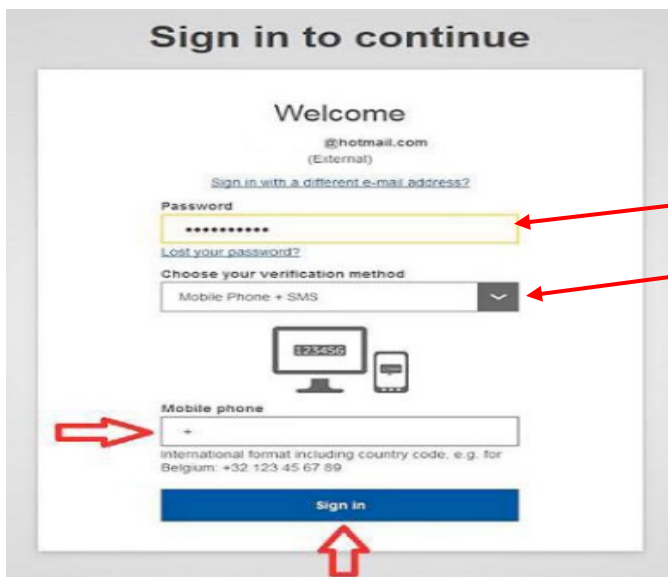 Sign in to continue
Welcome
@hotmail.com
(External)
Sign in with a different e-mail address?
Password
••••••••••
Lost your password?
Choose your verification method
Mobile Phone + SMS
123456
Mobile phone
+
International format including country code, e.g. for
Belgium: +32 123 45 67 89
Sign in